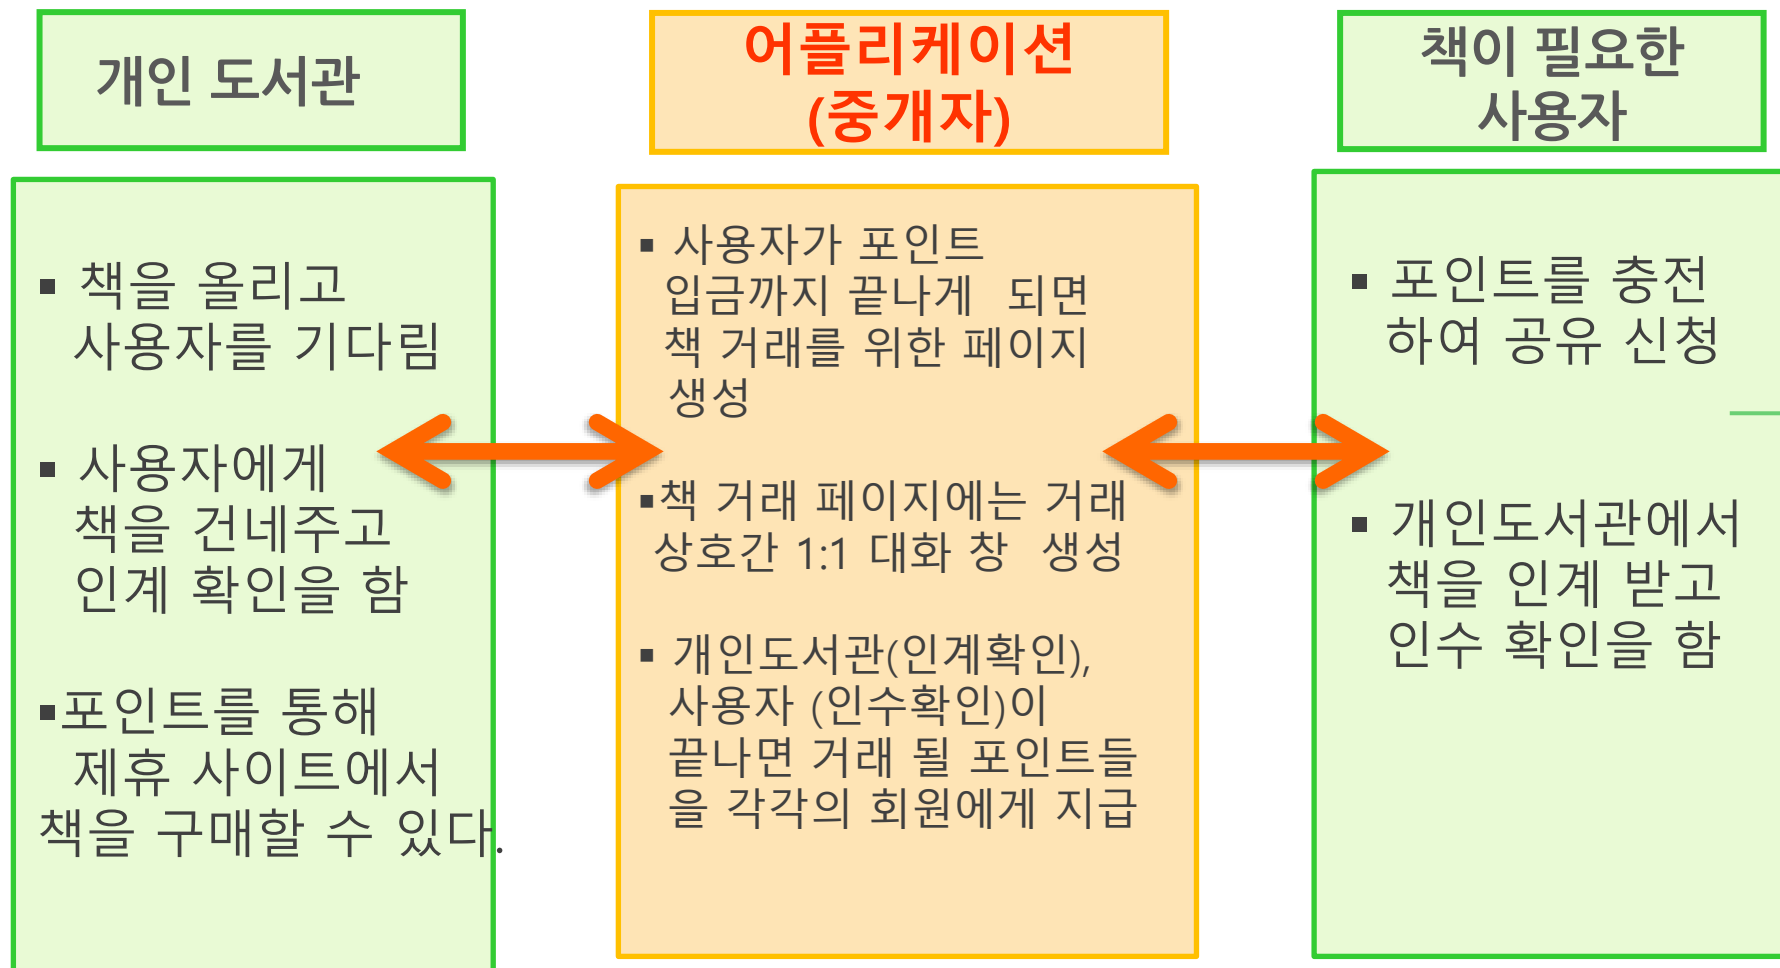 개인 도서관
▪ 책을 올리고
사용자를 기다림
▪ 사용자에게
책을 건네주고
인계 확인을 함
▪포인트를 통해
제휴 사이트에서
책을 구매할 수 있다.
어플리케이션
(중개자)
▪ 사용자가 포인트
입금까지 끝나게 되면
책 거래를 위한 페이지
생성
▪책 거래 페이지에는 거래
상호간 1:1 대화 창 생성
▪ 개인도서관(인계확인),
사용자 (인수확인)이
끝나면 거래 될 포인트들
을 각각의 회원에게 지급
책이 필요한
사용자
▪ 포인트를 충전
하여 공유 신청
▪ 개인도서관에서
책을 인계 받고
인수 확인을 함